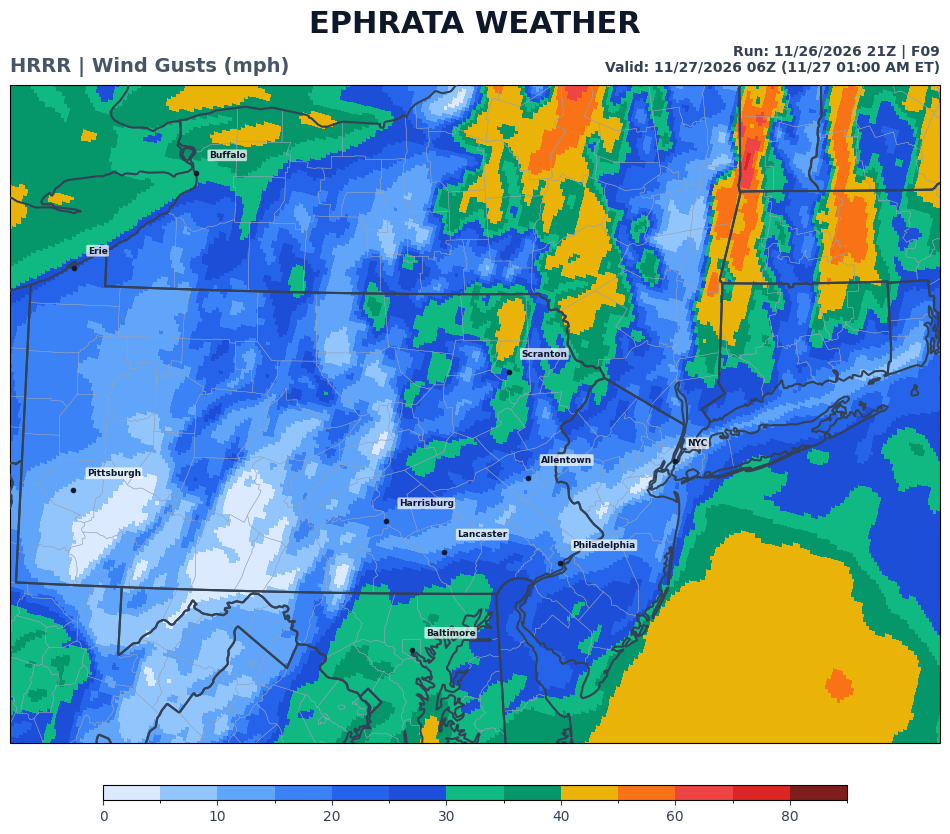 EPHRATA WEATHER
HRRR | Wind Gusts (mph)
Run: 11/26/2026 21Z | F09
Valid: 11/27/2026 06Z (11/27 01:00 AM ET)
Buffalo
Erie
Scranton
NYC
Allentown
Pittsburgh
Harrisburg
Lancaster
Philadelphia
Baltimore
0 10 20 30 40 60 80